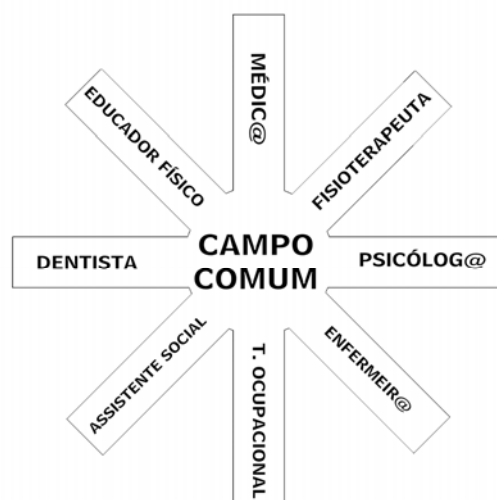 MÉDIC@
EDUCADOR FÍSICO
FISIOTERAPEUTA
CAMPO
COMUM
DENTISTA
PSICÓLOG@
ASSISTENTE SOCIAL
T. OCUPACIONAL
ENFERMEIR@